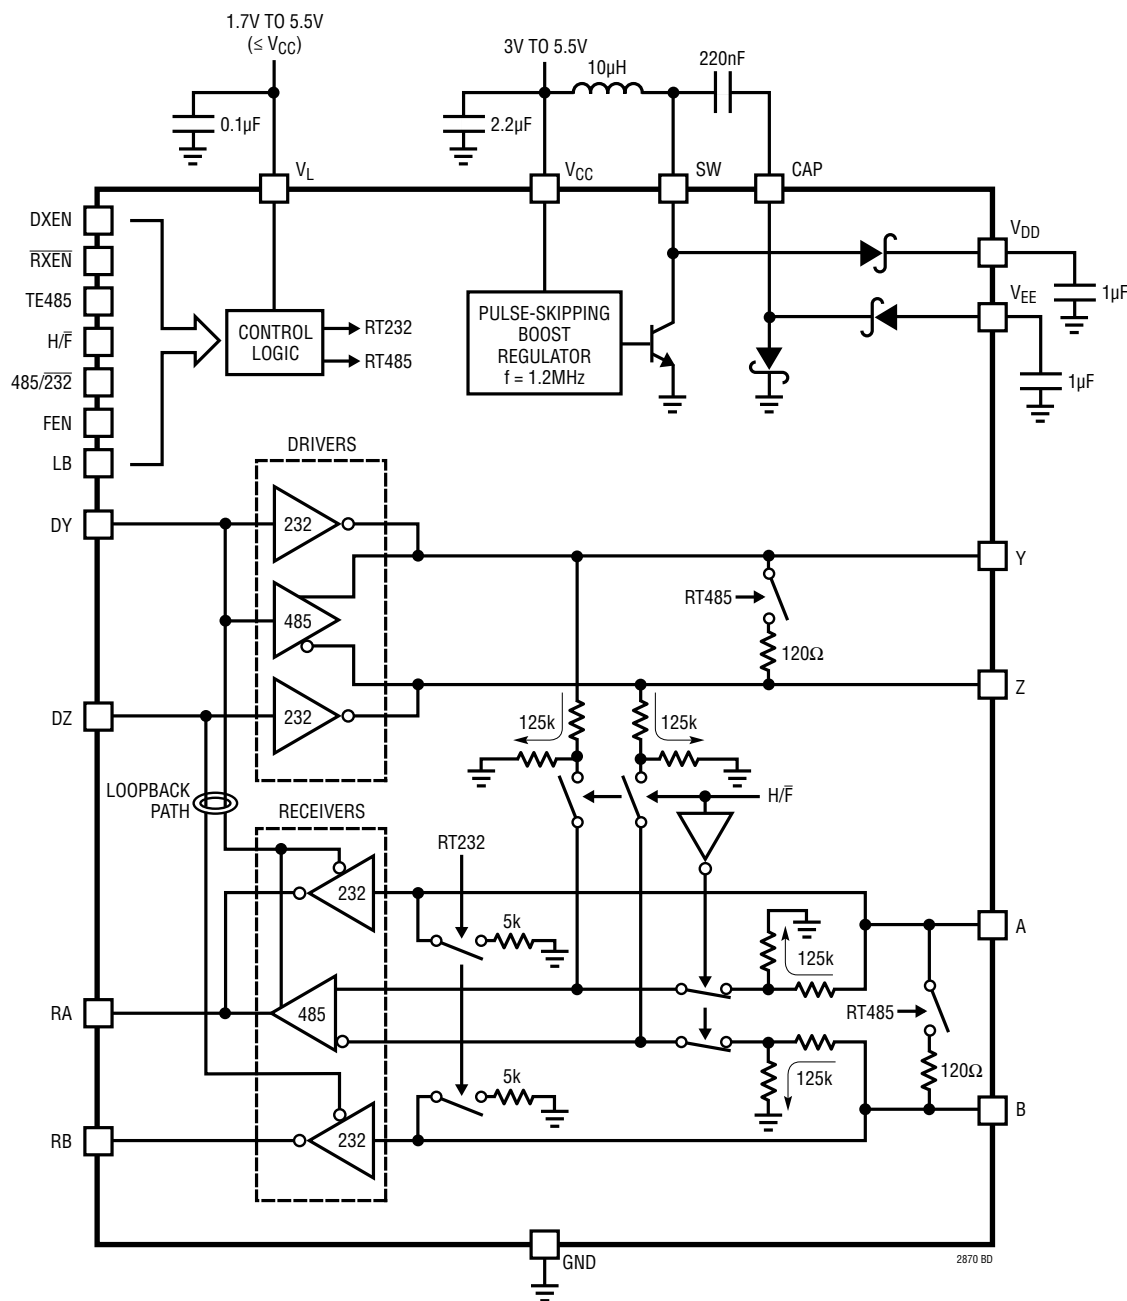 1.7V TO 5.5V
(≤ VCC)
3V TO 5.5V
10µH
220nF
0.1µF
2.2µF
VL
VCC
SW
CAP
DXEN
R̅X̅E̅N̅
TE485
H/F̅
485/2̅3̅2̅
FEN
LB
CONTROL
LOGIC
RT232
RT485
PULSE-SKIPPING
BOOST
REGULATOR
f = 1.2MHz
VDD
1µF
VEE
1µF
DRIVERS
DY
232
485
232
DZ
Y
RT485
120Ω
Z
125k
125k
LOOPBACK
PATH
H/F̅
RECEIVERS
RT232
232
5k
A
125k
RA
485
RT485
120Ω
125k
5k
B
RB
232
GND
2870 BD